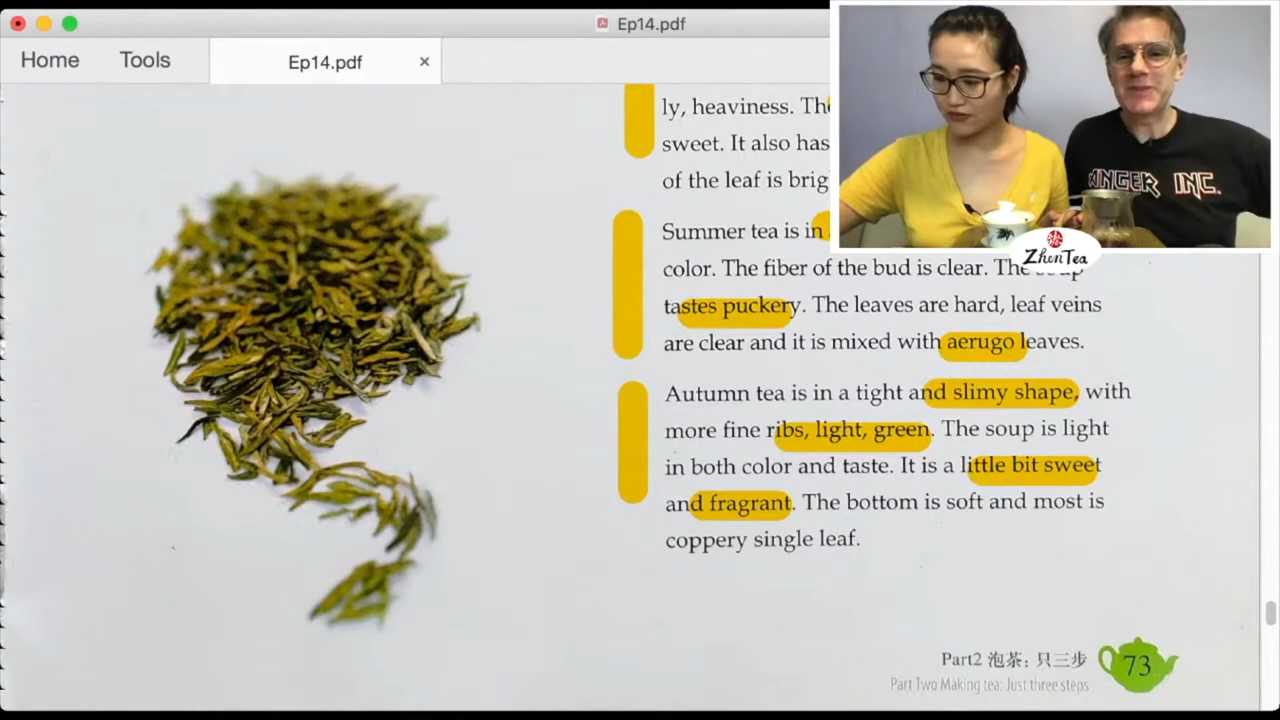 Ep14.pdf
Home Tools Ep14.pdf ×
ly, heaviness. The
sweet. It also has
of the leaf is brig
Summer tea is in
color. The fiber of the bud is clear. The soup
tastes puckery. The leaves are hard, leaf veins
are clear and it is mixed with aerugo leaves.
Autumn tea is in a tight and slimy shape, with
more fine ribs, light, green. The soup is light
in both color and taste. It is a little bit sweet
and fragrant. The bottom is soft and most is
coppery single leaf.
Part2 泡茶：只三步
Part Two Making tea: Just three steps
73
ANGER INC.
ZhenTea